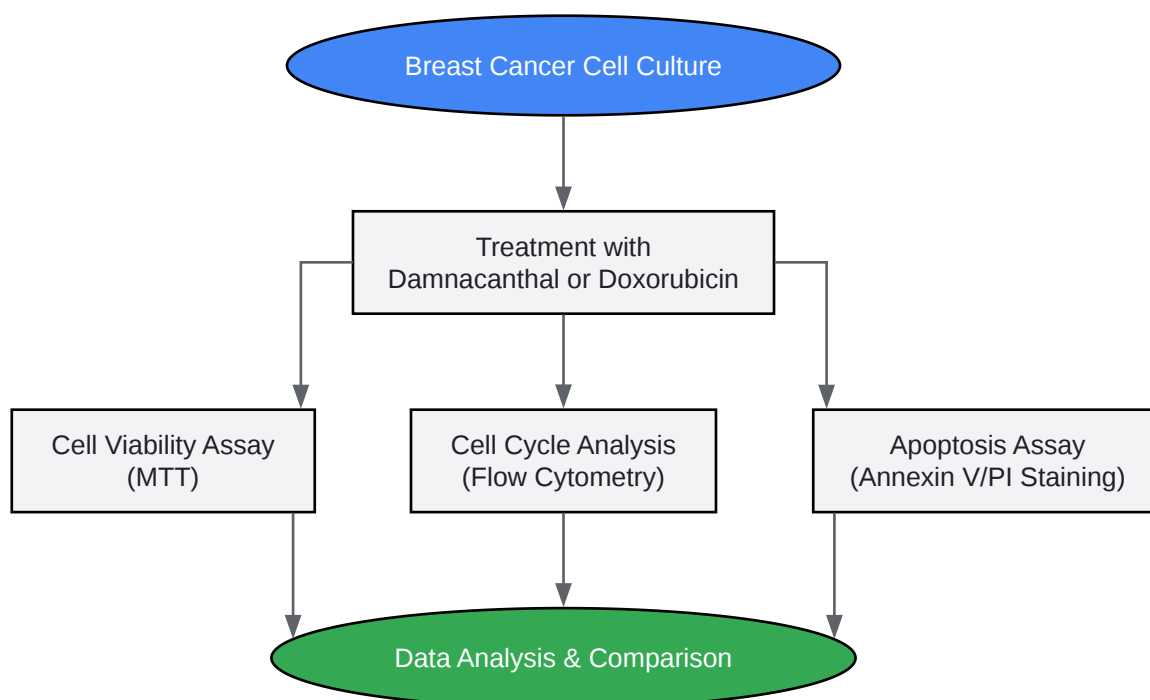 Breast Cancer Cell Culture
Treatment with
Damnacanthal or Doxorubicin
Cell Viability Assay
(MTT)
Cell Cycle Analysis
(Flow Cytometry)
Apoptosis Assay
(Annexin V/PI Staining)
Data Analysis & Comparison